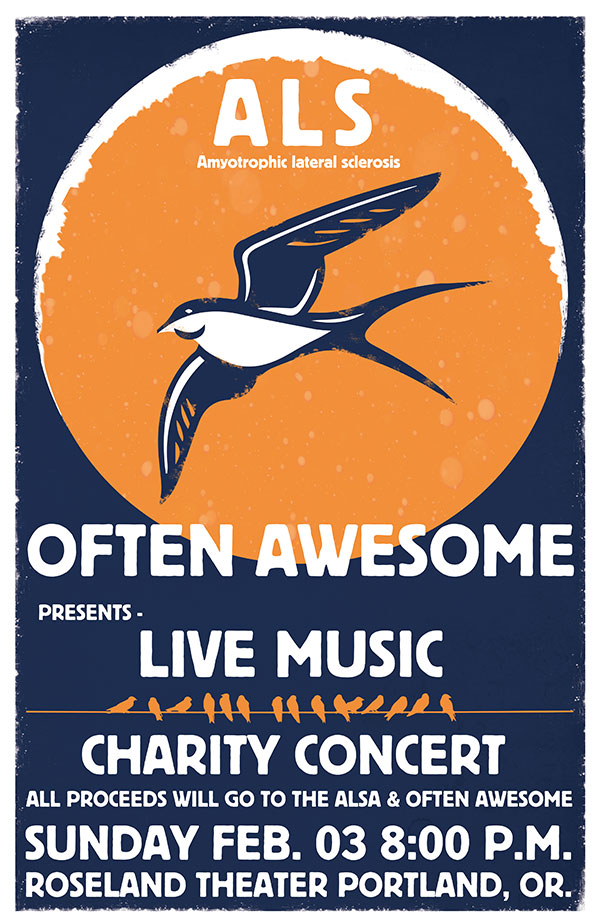 ALS
Amyotrophic lateral sclerosis
OFTEN AWESOME
PRESENTS -
LIVE MUSIC
CHARITY CONCERT
ALL PROCEEDS WILL GO TO THE ALSA & OFTEN AWESOME
SUNDAY FEB. 03 8:00 P.M.
ROSELAND THEATER PORTLAND, OR.